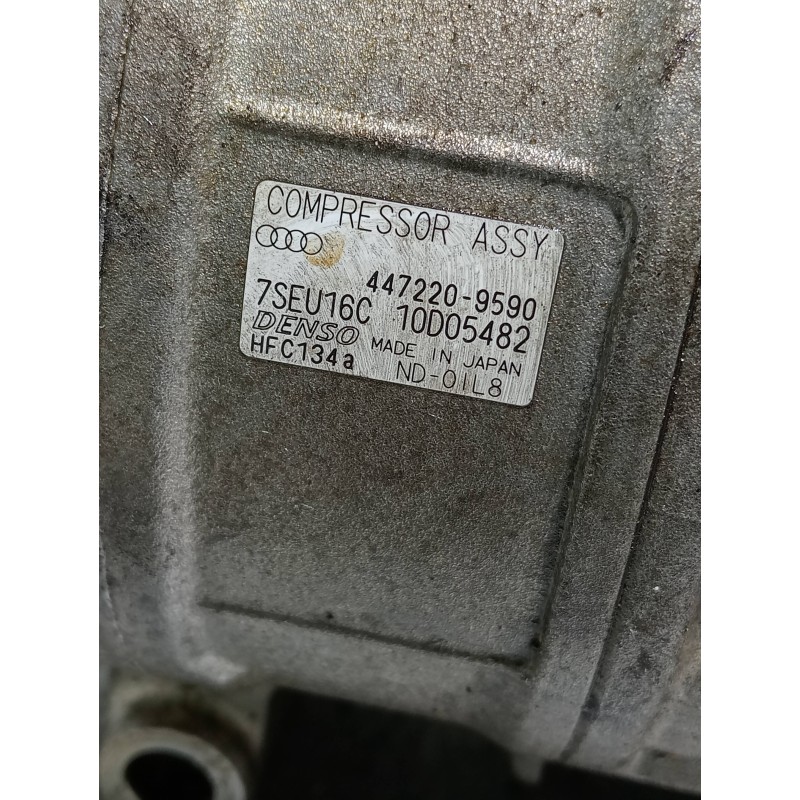 COMPRESSOR ASSY
447220-9590
7SEU16C 10D05482
DENSO MADE IN JAPAN
HFC134a ND-OIL8